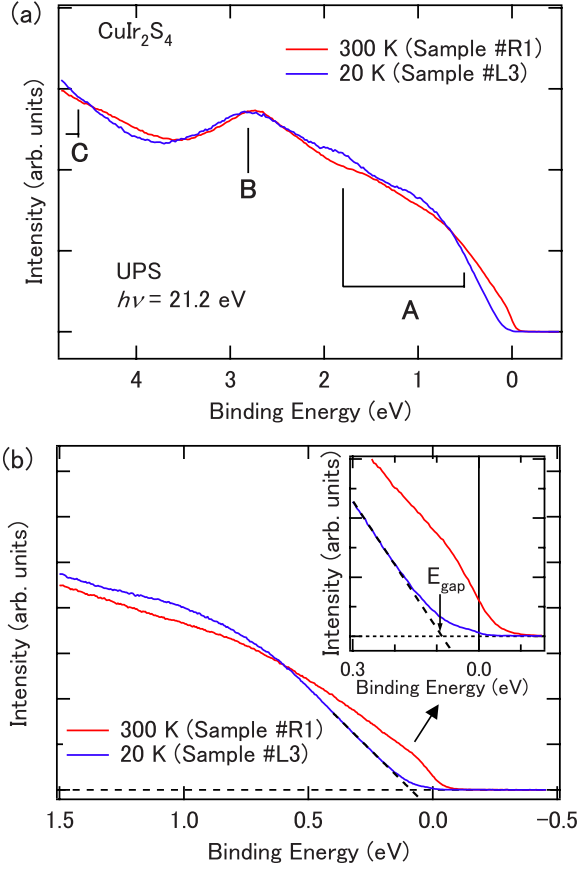 (a)
CuIr₂S₄
300 K (Sample #R1)
20 K (Sample #L3)
C
B
A
UPS
hν = 21.2 eV
Intensity (arb. units)
4 3 2 1 0
Binding Energy (eV)
(b)
Intensity (arb. units)
E_gap
0.3 0.0
Binding Energy (eV)
Intensity (arb. units)
300 K (Sample #R1)
20 K (Sample #L3)
1.5 1.0 0.5 0.0 −0.5
Binding Energy (eV)